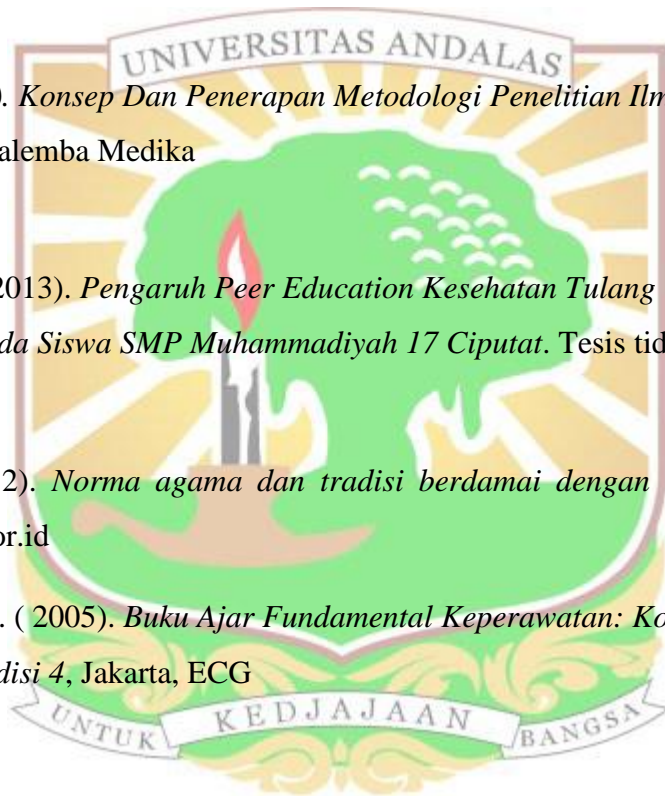 UNIVERSITAS ANDALAS
). Konsep Dan Penerapan Metodologi Penelitian Ilm
alemba Medika
2013). Pengaruh Peer Education Kesehatan Tulang
da Siswa SMP Muhammadiyah 17 Ciputat. Tesis tid
2). Norma agama dan tradisi berdamai dengan
or.id
. ( 2005). Buku Ajar Fundamental Keperawatan: Ko
disi 4, Jakarta, ECG
UNTUK KEDJAJAAN BANGSA